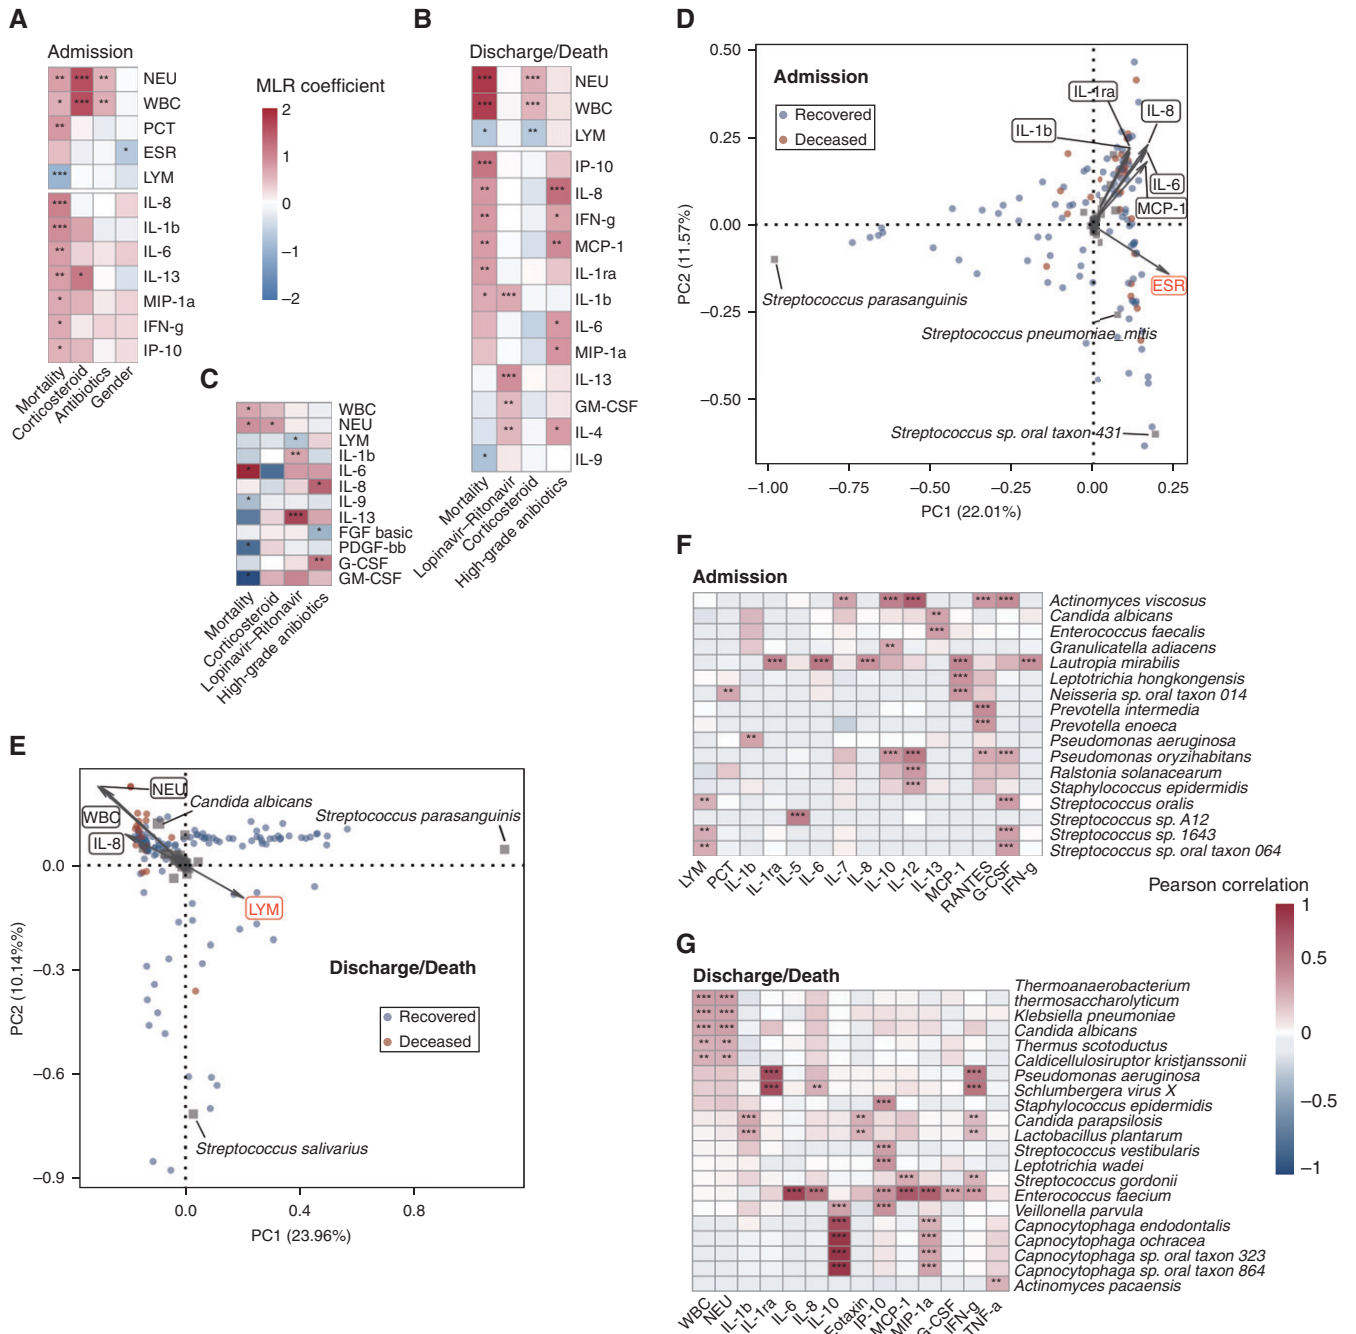 A
Admission
NEU
WBC
PCT
ESR
LYM
IL-8
IL-1b
IL-6
IL-13
MIP-1a
IFN-g
IP-10
Mortality
Corticosteroid
Antibiotics
Gender
MLR coefficient
2
1
0
−1
−2
B
Discharge/Death
NEU
WBC
LYM
IP-10
IL-8
IFN-g
MCP-1
IL-1ra
IL-1b
IL-6
MIP-1a
IL-13
GM-CSF
IL-4
IL-9
Mortality
Lopinavir–Ritonavir
Corticosteroid
High-grade anibiotics
C
WBC
NEU
LYM
IL-1b
IL-6
IL-8
IL-9
IL-13
FGF basic
PDGF-bb
G-CSF
GM-CSF
Mortality
Corticosteroid
Lopinavir–Ritonavir
High-grade anibiotics
D
Admission
Recovered
Deceased
IL-1ra
IL-8
IL-1b
IL-6
MCP-1
ESR
Streptococcus parasanguinis
Streptococcus pneumoniae_mitis
Streptococcus sp. oral taxon 431
0.50
0.25
0.00
−0.25
−0.50
PC2 (11.57%)
−1.00
−0.75
−0.50
−0.25
0.00
0.25
PC1 (22.01%)
E
NEU
WBC
IL-8
Candida albicans
Streptococcus parasanguinis
LYM
Discharge/Death
Recovered
Deceased
Streptococcus salivarius
0.0
−0.3
−0.6
−0.9
PC2 (10.14%%)
0.0
0.4
0.8
PC1 (23.96%)
F
Admission
Actinomyces viscosus
Candida albicans
Enterococcus faecalis
Granulicatella adiacens
Lautropia mirabilis
Leptotrichia hongkongensis
Neisseria sp. oral taxon 014
Prevotella intermedia
Prevotella enoeca
Pseudomonas aeruginosa
Pseudomonas oryzihabitans
Ralstonia solanacearum
Staphylococcus epidermidis
Streptococcus oralis
Streptococcus sp. A12
Streptococcus sp. 1643
Streptococcus sp. oral taxon 064
LYM
PCT
IL-1b
IL-1ra
IL-5
IL-6
IL-7
IL-8
IL-10
IL-12
IL-13
MCP-1
RANTES
G-CSF
IFN-g
Pearson correlation
1
0.5
0
−0.5
−1
G
Discharge/Death
Thermoanaerobacterium
thermosaccharolyticum
Klebsiella pneumoniae
Candida albicans
Thermus scotoductus
Caldicellulosiruptor kristjanssonii
Pseudomonas aeruginosa
Schlumbergera virus X
Staphylococcus epidermidis
Candida parapsilosis
Lactobacillus plantarum
Streptococcus vestibularis
Leptotrichia wadei
Streptococcus gordonii
Enterococcus faecium
Veillonella parvula
Capnocytophaga endodontalis
Capnocytophaga ochracea
Capnocytophaga sp. oral taxon 323
Capnocytophaga sp. oral taxon 864
Actinomyces pacaensis
WBC
NEU
IL-1b
IL-1ra
IL-6
IL-8
IL-10
Eotaxin
IP-10
MCP-1
MIP-1a
G-CSF
IFN-g
TNF-a